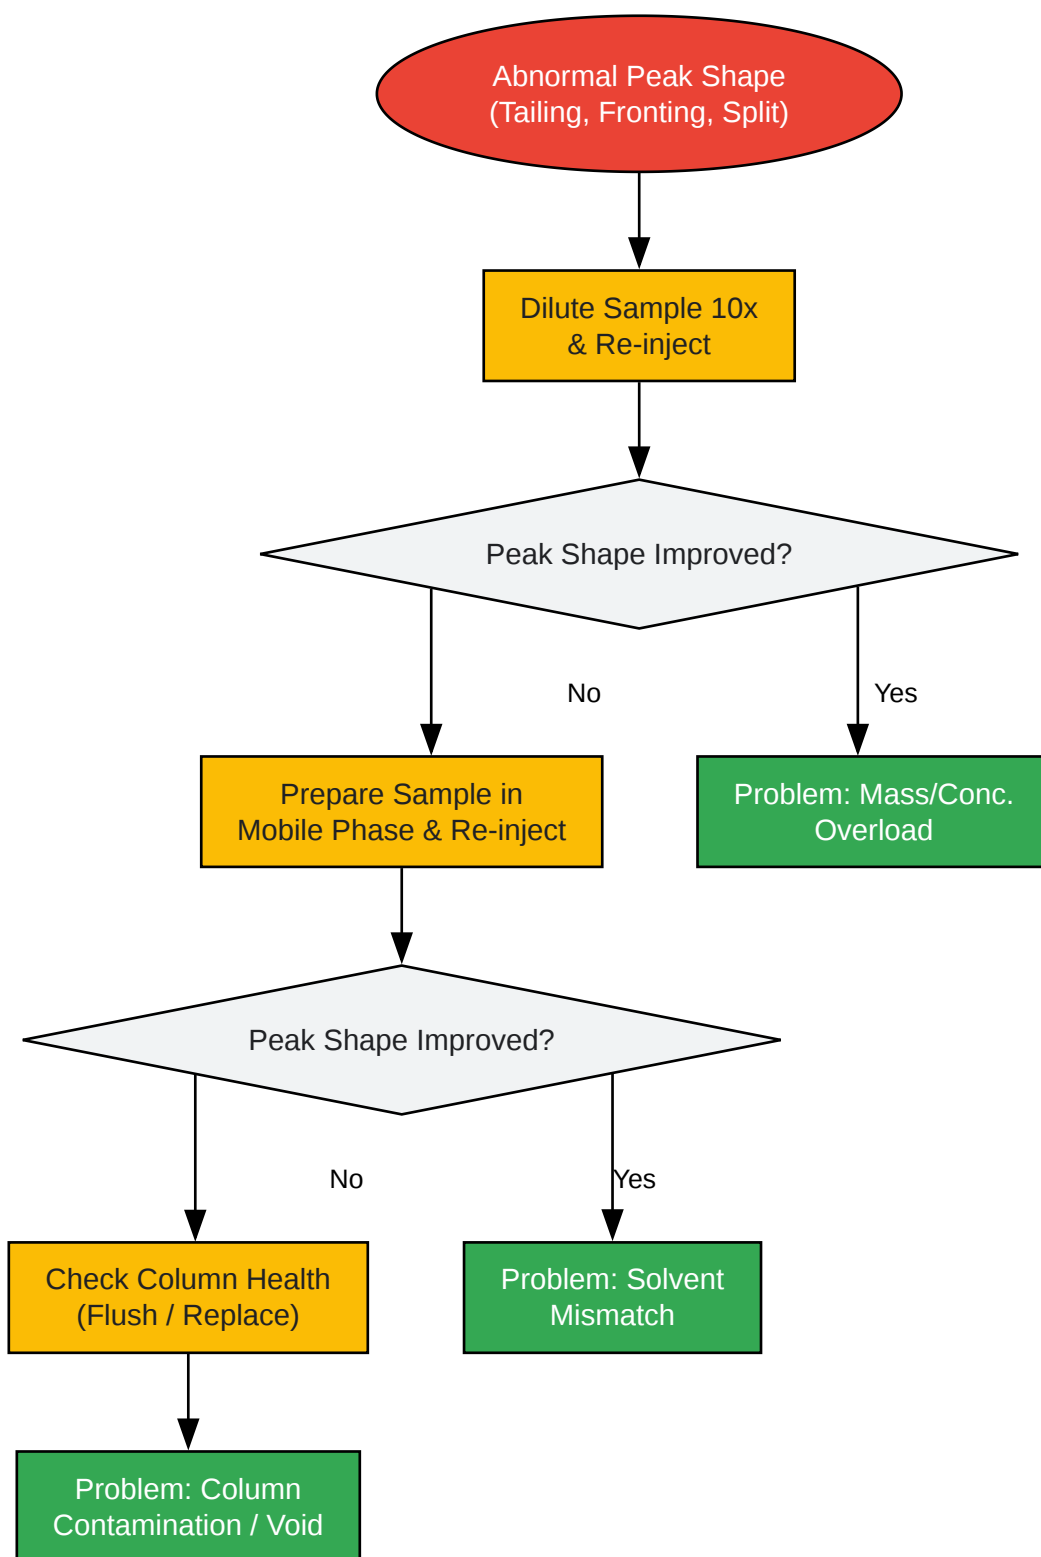 Abnormal Peak Shape
(Tailing, Fronting, Split)
Dilute Sample 10x
& Re-inject
Peak Shape Improved?
No
Yes
Prepare Sample in
Mobile Phase & Re-inject
Problem: Mass/Conc.
Overload
Peak Shape Improved?
No
Yes
Check Column Health
(Flush / Replace)
Problem: Solvent
Mismatch
Problem: Column
Contamination / Void